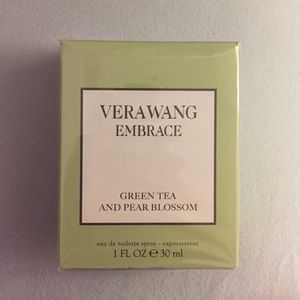 VERAWANG
EMBRACE
GREEN TEA
AND PEAR BLOSSOM
eau de toilette spray - vaporisateur
1 FL OZ ℮ 30 ml